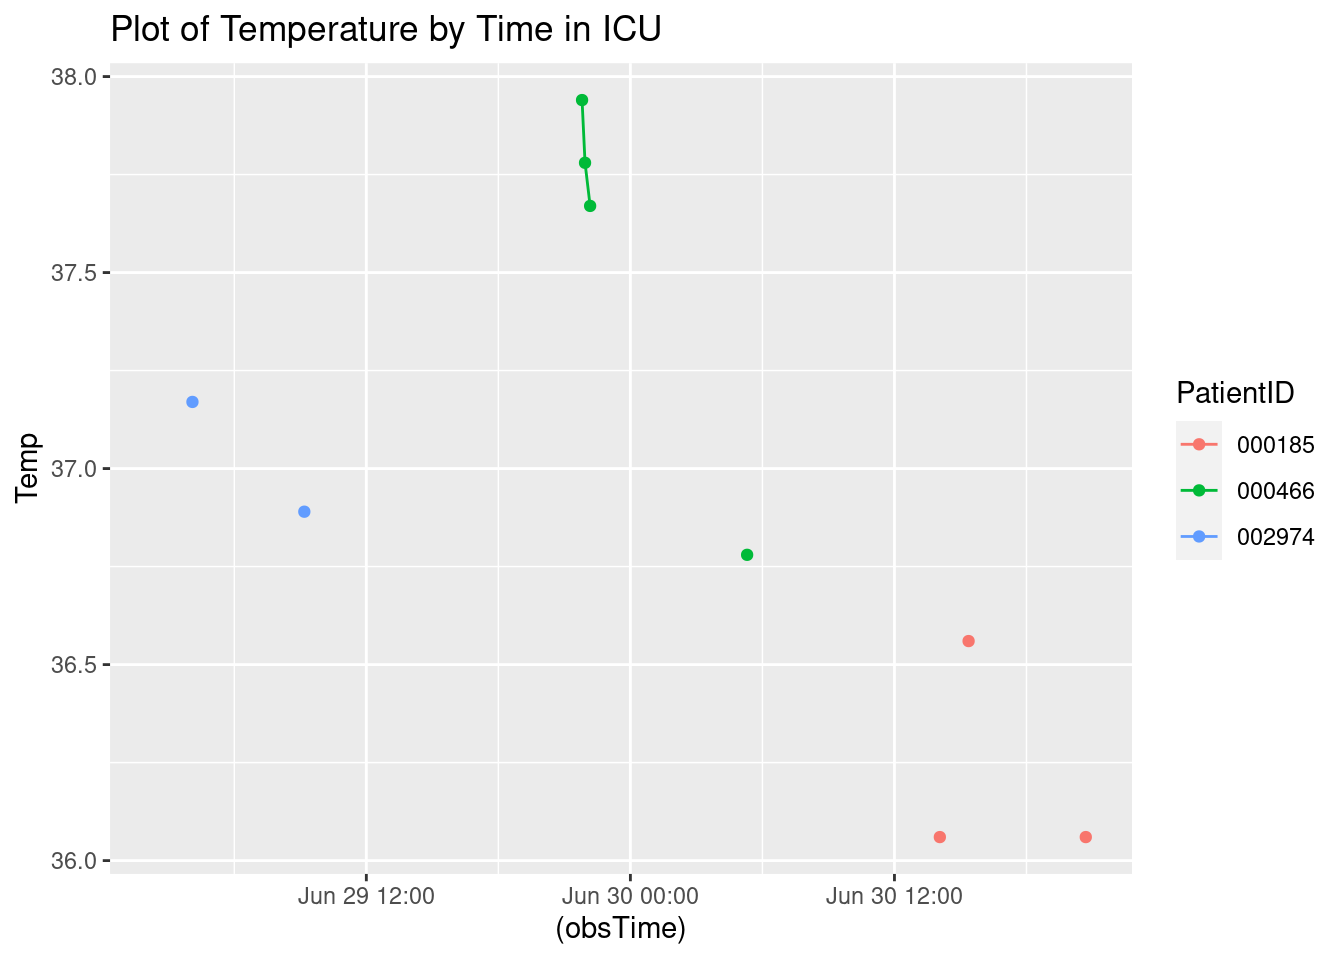 Plot of Temperature by Time in ICU
38.0
37.5
37.0
36.5
36.0
Temp
Jun 29 12:00
Jun 30 00:00
Jun 30 12:00
(obsTime)
PatientID
000185
000466
002974